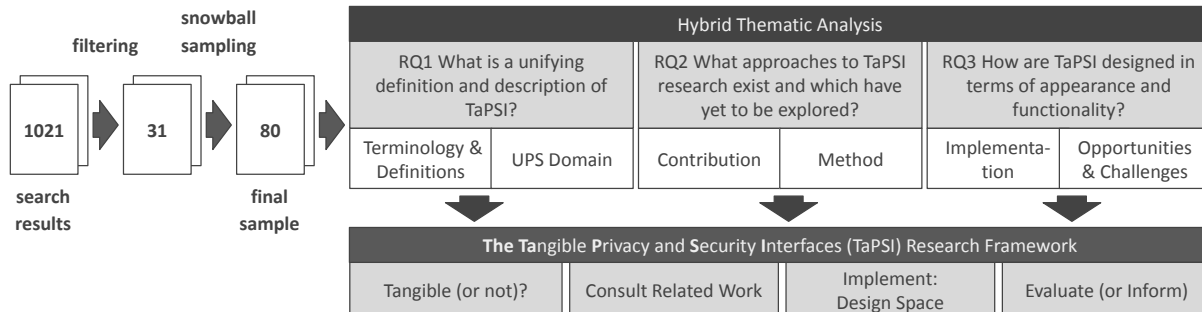 filtering
snowball
sampling
1021
31
80
search
results
final
sample
Hybrid Thematic Analysis
RQ1 What is a unifying
definition and description of
TaPSI?
RQ2 What approaches to TaPSI
research exist and which have
yet to be explored?
RQ3 How are TaPSI designed in
terms of appearance and
functionality?
Terminology &
Definitions
UPS Domain
Contribution
Method
Implementa-
tion
Opportunities
& Challenges
The Tangible Privacy and Security Interfaces (TaPSI) Research Framework
Tangible (or not)?
Consult Related Work
Implement:
Design Space
Evaluate (or Inform)